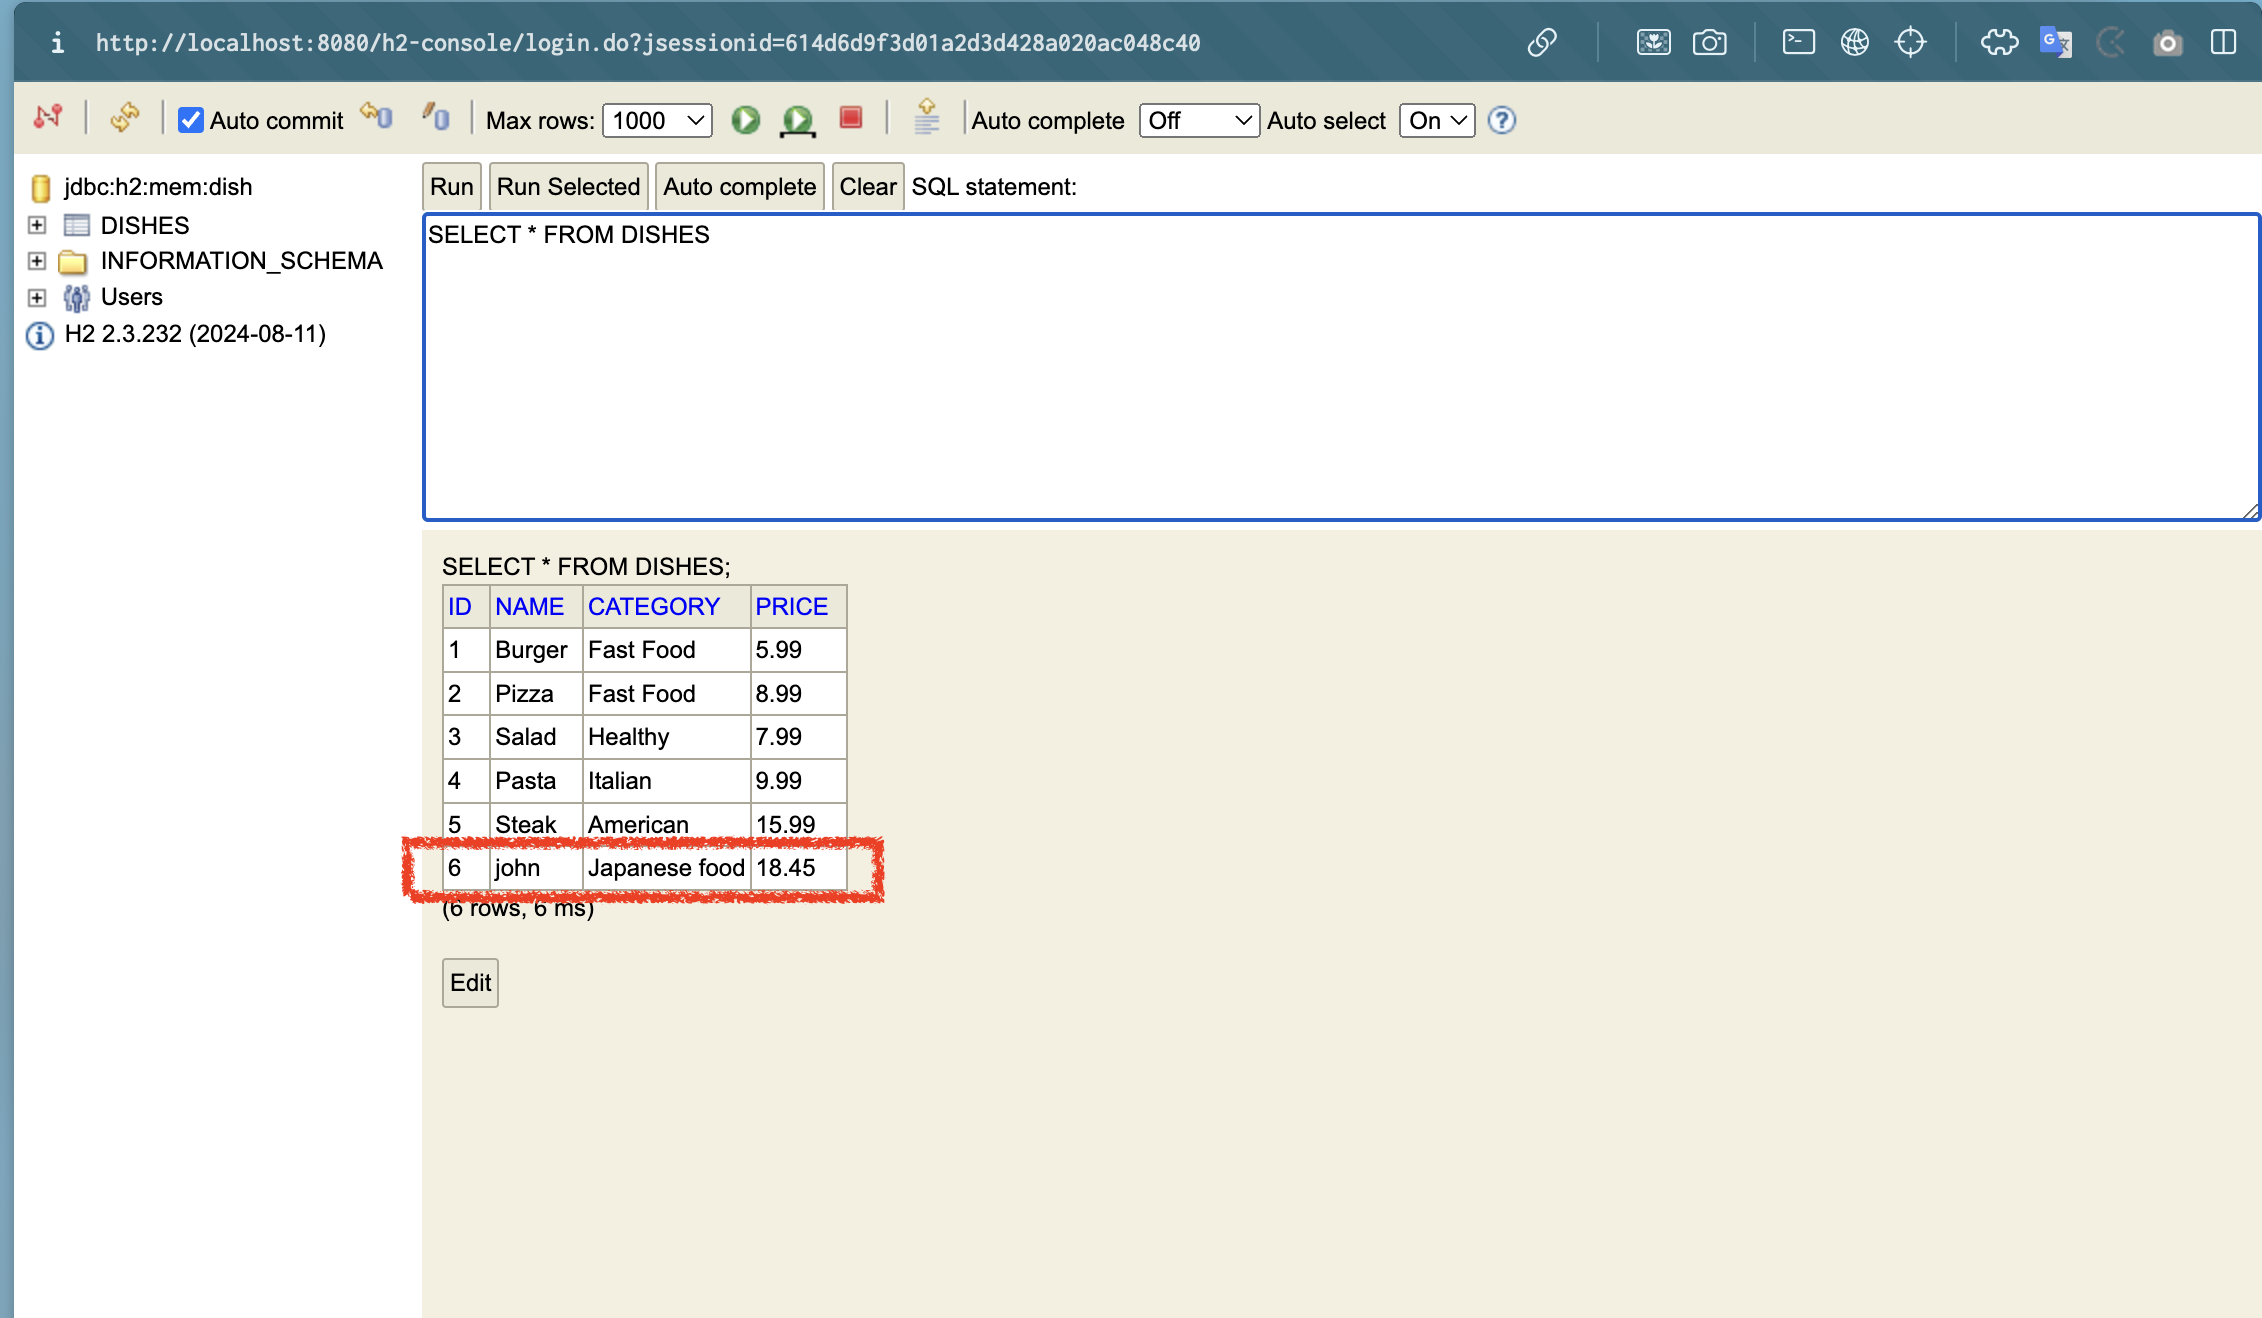 http://localhost:8080/h2-console/login.do?jsessionid=614d6d9f3d01a2d3d428a020ac048c40
Auto commit Max rows: 1000 Auto complete Off Auto select On
jdbc:h2:mem:dish
DISHES
INFORMATION_SCHEMA
Users
H2 2.3.232 (2024-08-11)
Run Run Selected Auto complete Clear SQL statement:
SELECT * FROM DISHES
SELECT * FROM DISHES;
ID NAME CATEGORY PRICE
1 Burger Fast Food 5.99
2 Pizza Fast Food 8.99
3 Salad Healthy 7.99
4 Pasta Italian 9.99
5 Steak American 15.99
6 john Japanese food 18.45
(6 rows, 6 ms)
Edit